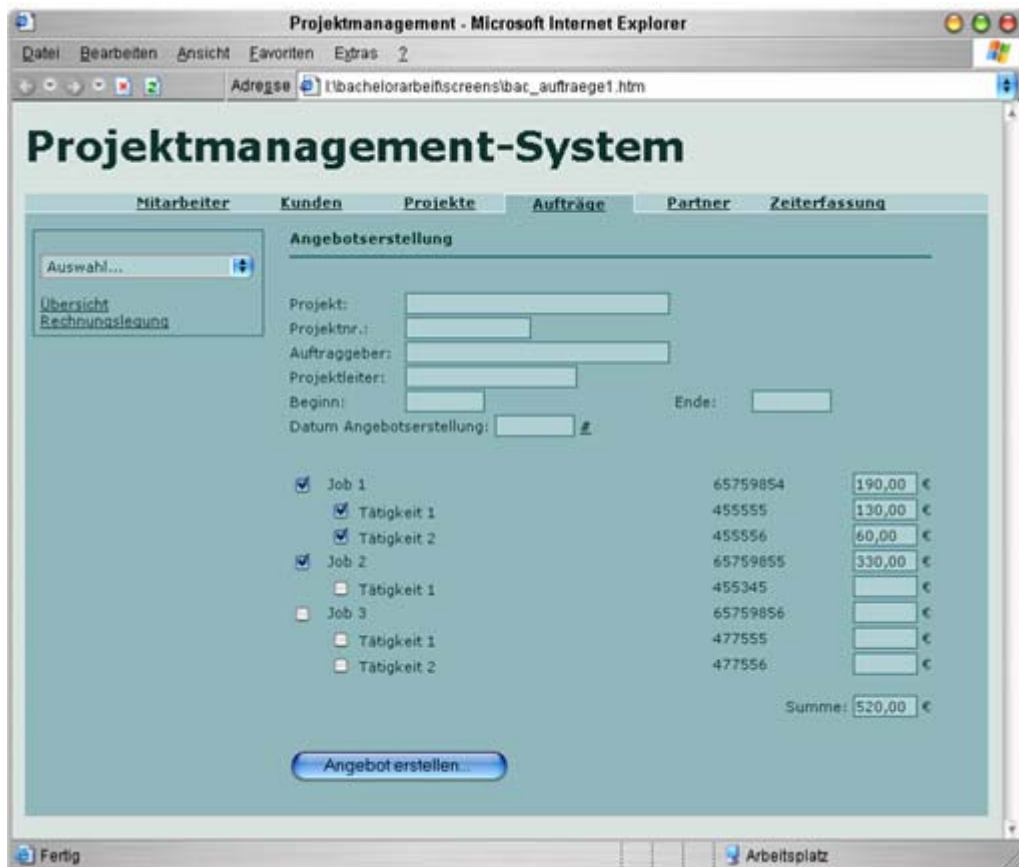 Projektmanagement - Microsoft Internet Explorer
Datei Bearbeiten Ansicht Favoriten Extras ?
Adresse I:\bachelorarbeit\screens\bac_auftraege1.htm
Projektmanagement-System
Mitarbeiter Kunden Projekte Aufträge Partner Zeiterfassung
Angebotserstellung
Auswahl...
Übersicht
Rechnungslegung
Projekt:
Projektnr.:
Auftraggeber:
Projektleiter:
Beginn: Ende:
Datum Angebotserstellung: #
Job 1 65759854 190,00 €
Tätigkeit 1 455555 130,00 €
Tätigkeit 2 455556 60,00 €
Job 2 65759855 330,00 €
Tätigkeit 1 455345 €
Job 3 65759856 €
Tätigkeit 1 477555 €
Tätigkeit 2 477556 €
Summe: 520,00 €
Angebot erstellen...
Fertig Arbeitsplatz